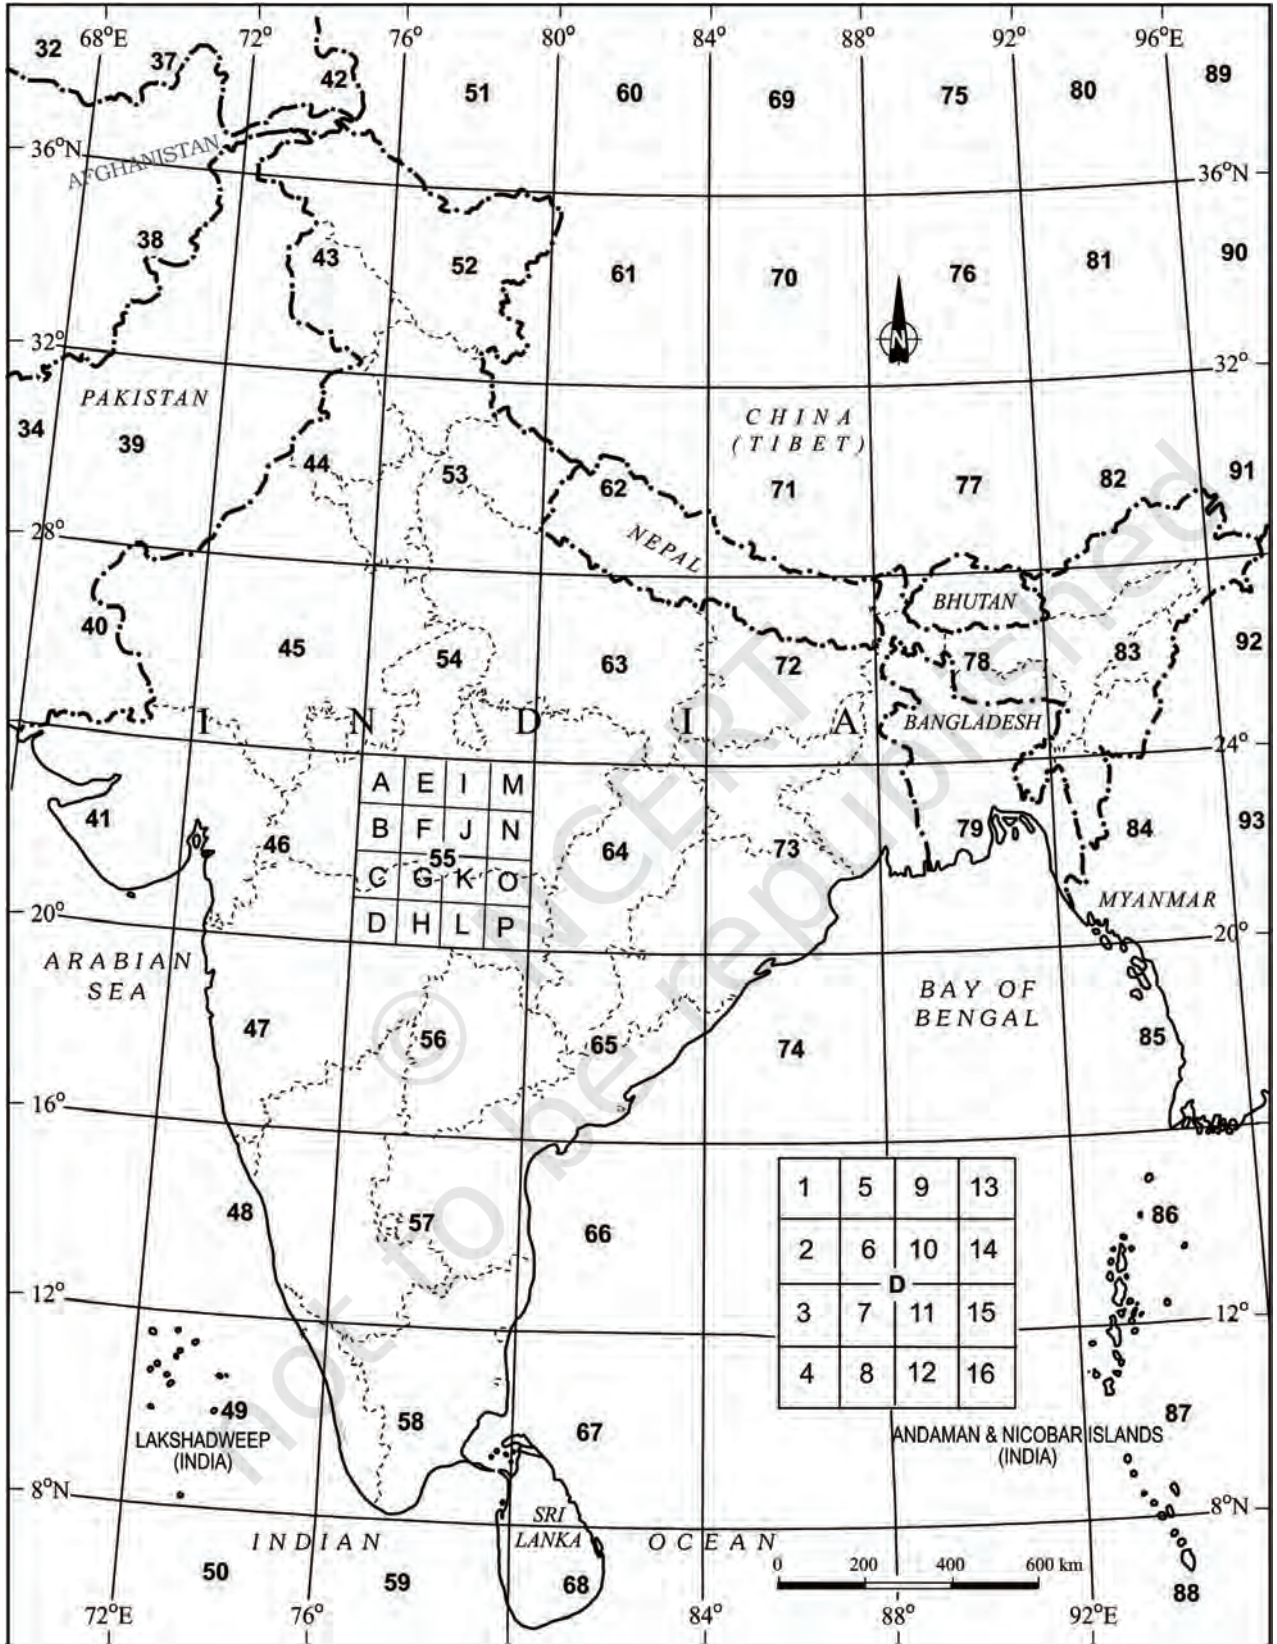 68°E 72° 76° 80° 84° 88° 92° 96°E
32 37 42 51 60 69 75 80 89
36°N 36°N
AFGHANISTAN
38 43 52 61 70 76 81 90
N
32° 32°
PAKISTAN
CHINA
(TIBET)
34 39 44 53 62 71 77 82 91
28° 28°
NEPAL
BHUTAN
40 45 54 63 72 78 83 92
I N D I A
BANGLADESH
24°
A E I M
B F J N
55
C G K O
D H L P
41 46 64 73 79 84 93
MYANMAR
20° 20°
ARABIAN
SEA
BAY OF
BENGAL
47 56 65 74 85
16°
48 57 66 86
1 5 9 13
2 6 10 14
D
3 7 11 15
4 8 12 16
12° 12°
49 58 67 87
LAKSHADWEEP
(INDIA)
ANDAMAN & NICOBAR ISLANDS
(INDIA)
8°N 8°N
SRI
LANKA
INDIAN OCEAN
0 200 400 600 km
50 59 68 88
72°E 76° 84° 88° 92°E
© NCERT
not to be republished